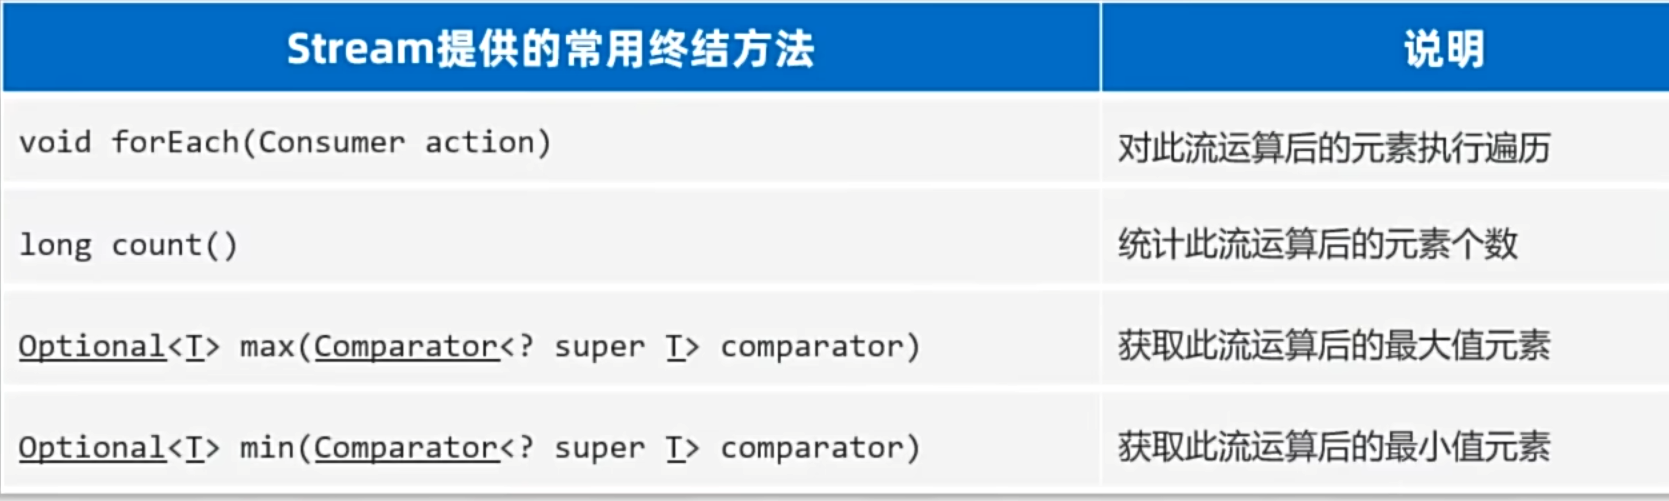 Stream提供的常用终结方法 说明
void forEach(Consumer action) 对此流运算后的元素执行遍历
long count() 统计此流运算后的元素个数
Optional<T> max(Comparator<? super T> comparator) 获取此流运算后的最大值元素
Optional<T> min(Comparator<? super T> comparator) 获取此流运算后的最小值元素